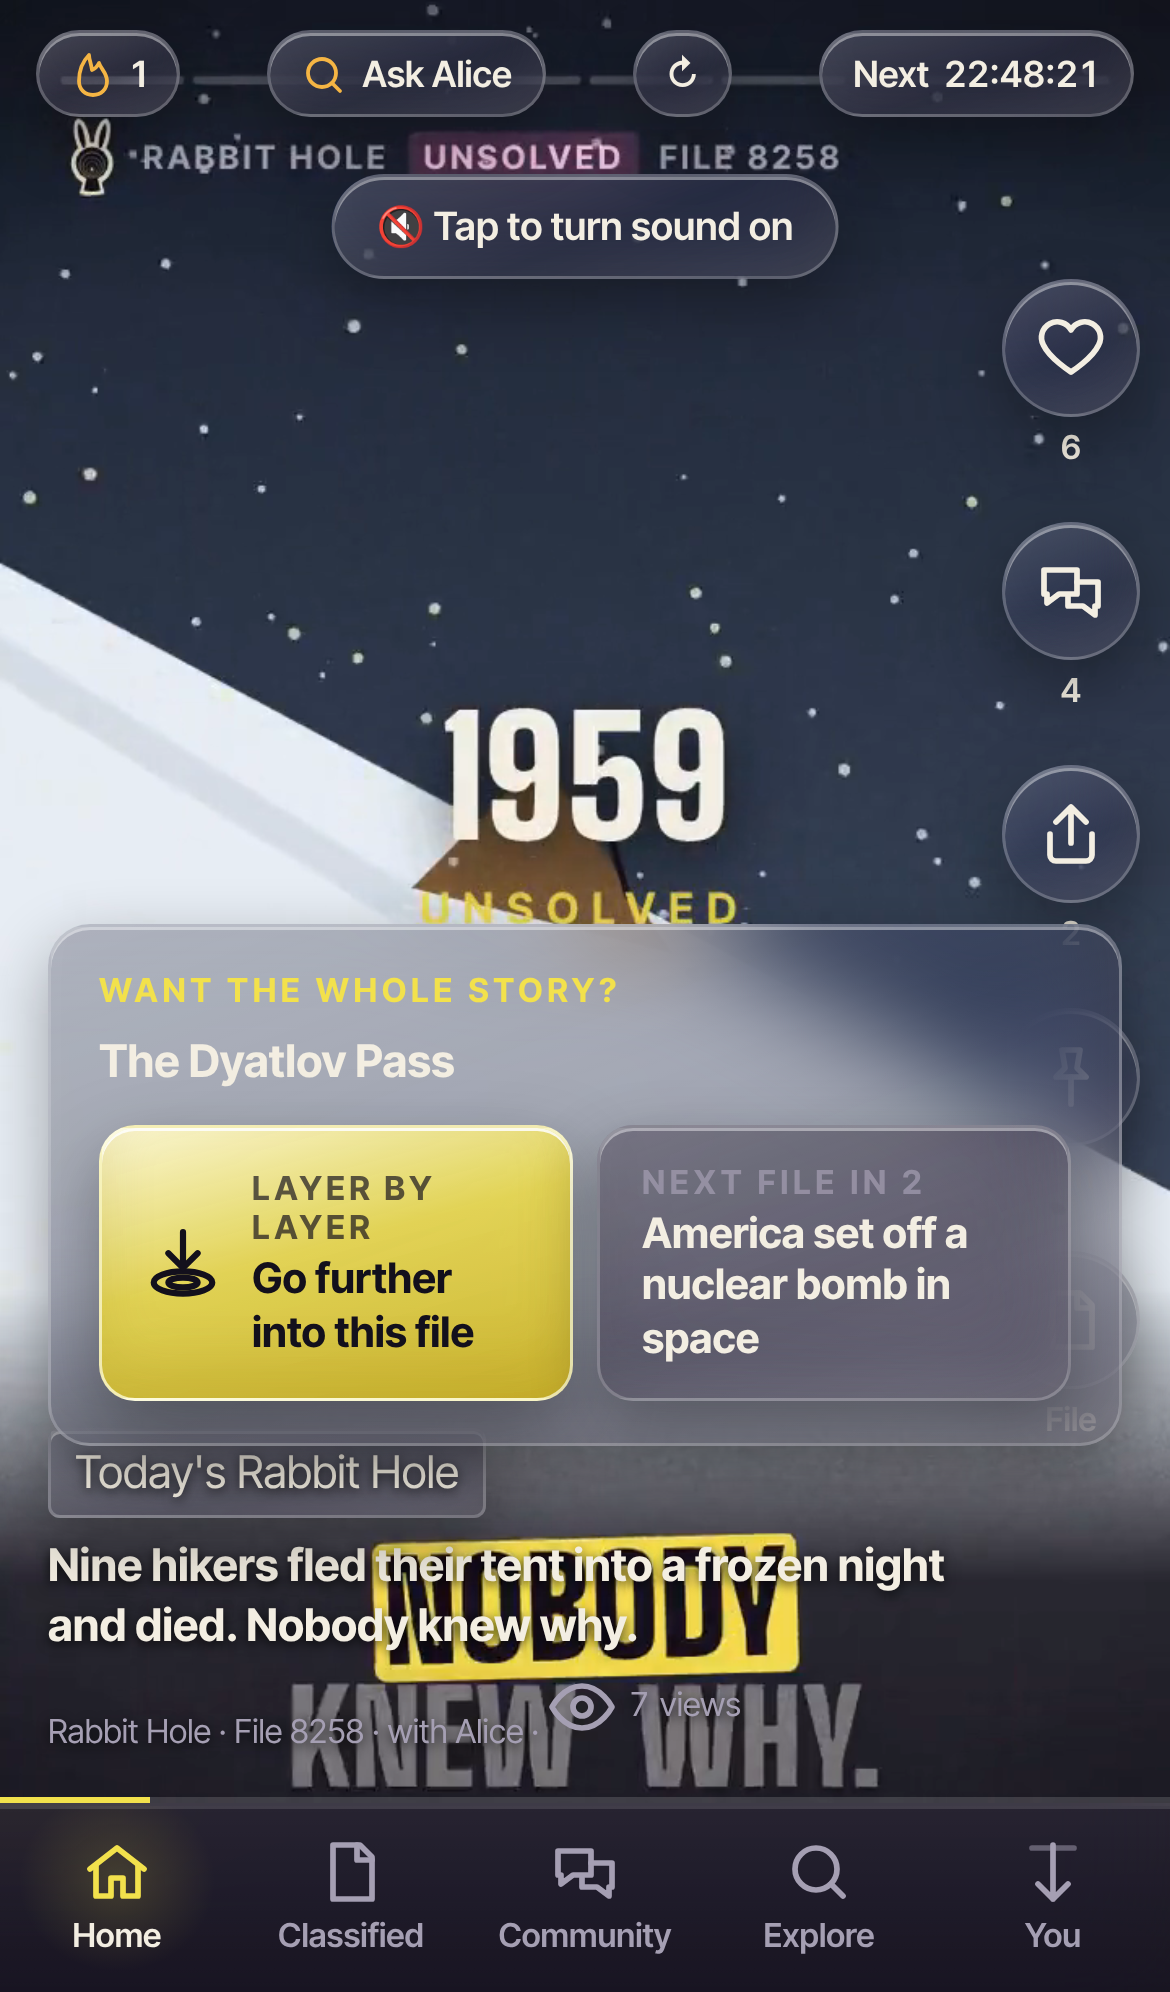 1
Ask Alice
Next 22:48:21
RABBIT HOLE UNSOLVED FILE 8258
Tap to turn sound on
6
4
1959
UNSOLVED
2
WANT THE WHOLE STORY?
The Dyatlov Pass
LAYER BY
LAYER
Go further
into this file
NEXT FILE IN 2
America set off a
nuclear bomb in
space
File
Today's Rabbit Hole
Nine hikers fled their tent into a frozen night
and died. Nobody knew why.
NOBODY
KNEW WHY.
7 views
Rabbit Hole · File 8258 · with Alice ·
Home
Classified
Community
Explore
You